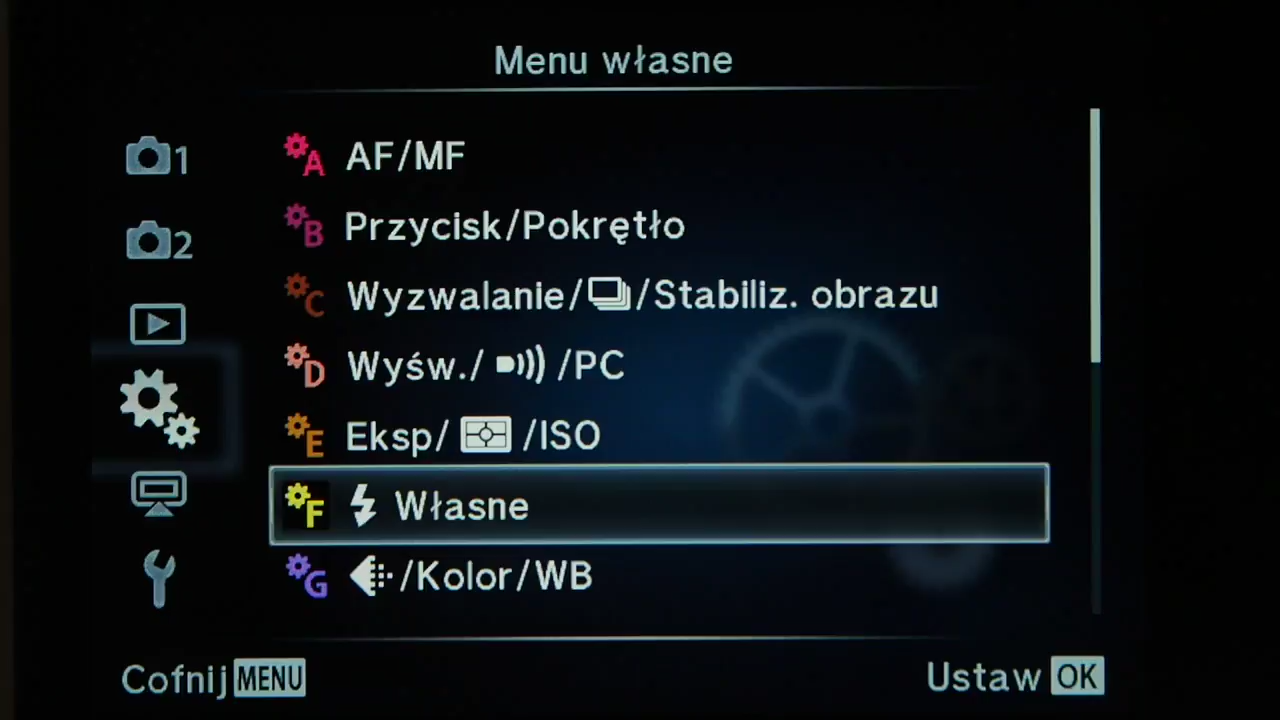 Menu własne
1
2
A AF/MF
B Przycisk/Pokrętło
C Wyzwalanie/ /Stabiliz. obrazu
D Wyśw./ /PC
E Eksp/ /ISO
F Własne
G /Kolor/WB
Cofnij MENU
Ustaw OK